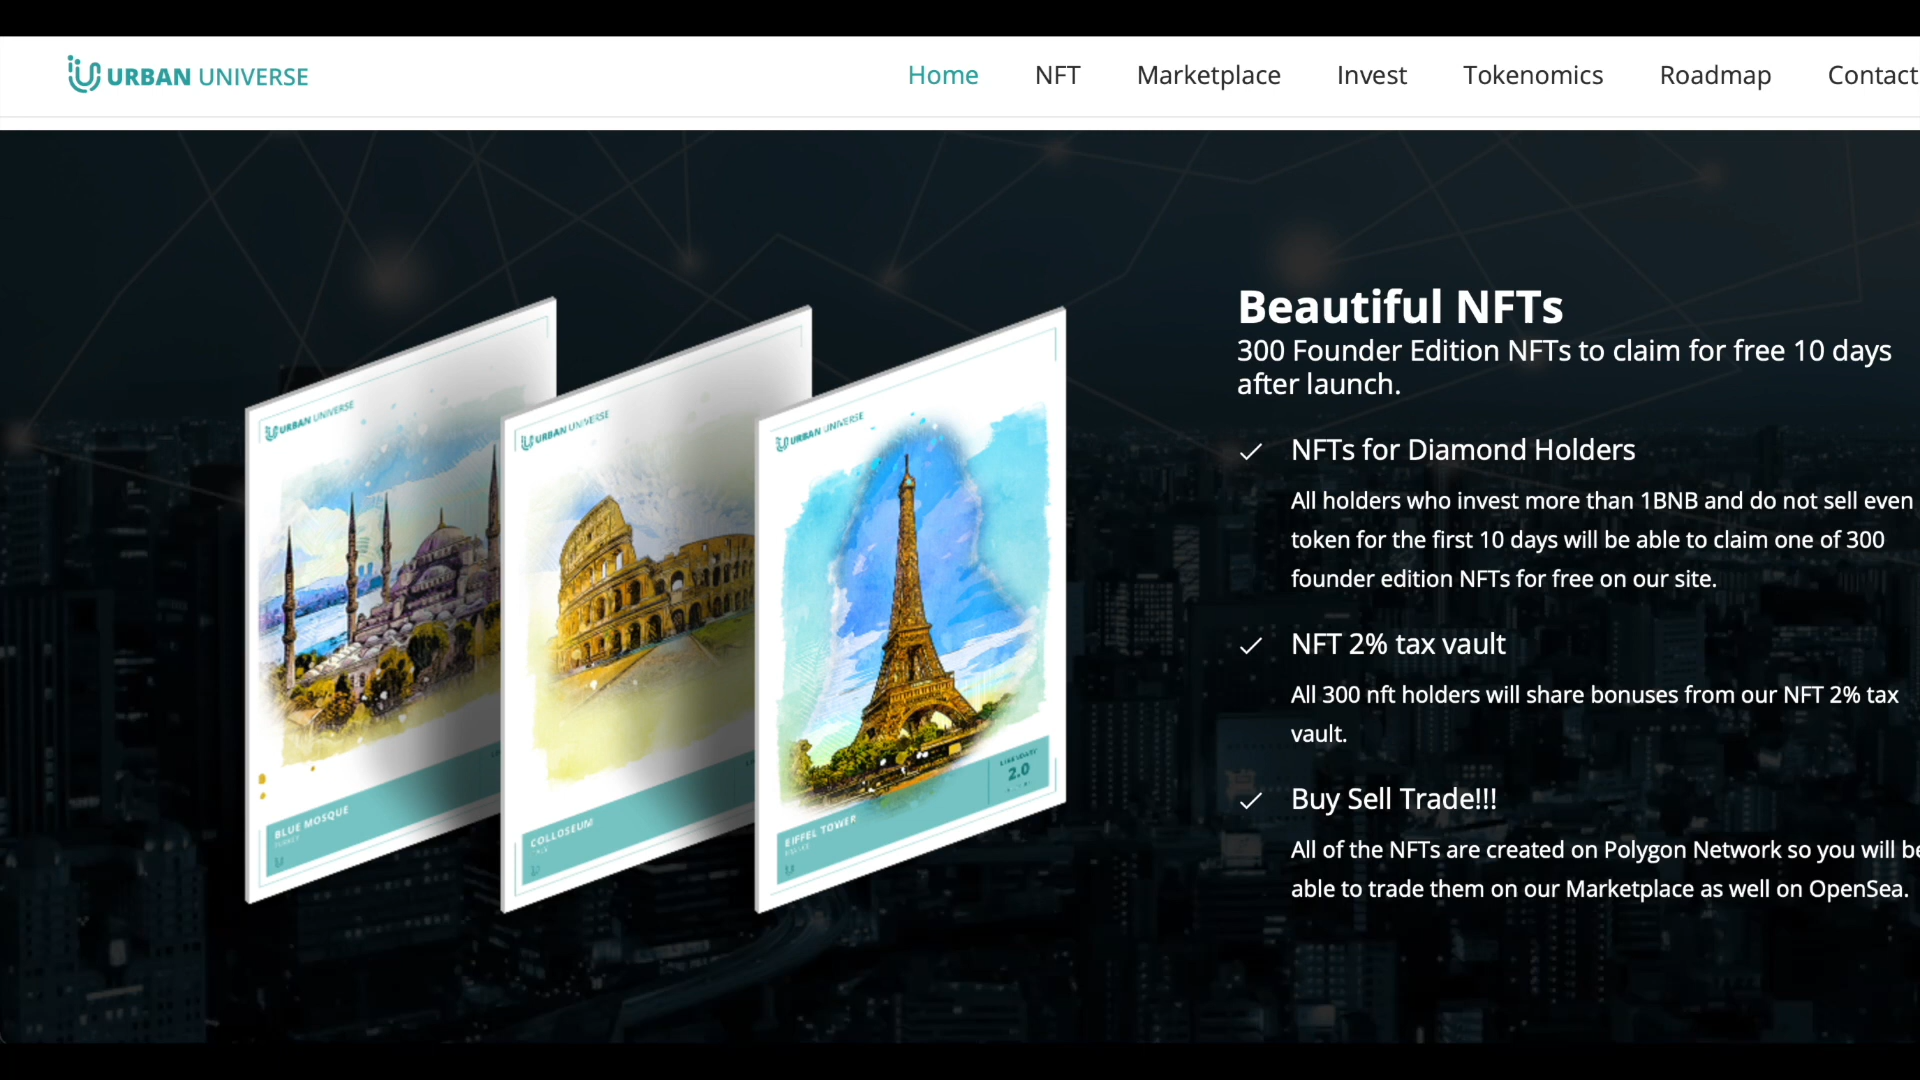 URBAN UNIVERSE
Home NFT Marketplace Invest Tokenomics Roadmap Contact
URBAN UNIVERSE
URBAN UNIVERSE
URBAN UNIVERSE
BLUE MOSQUE
TURKEY
COLLOSEUM
EIFFEL TOWER
2.0
Beautiful NFTs
300 Founder Edition NFTs to claim for free 10 days
after launch.
NFTs for Diamond Holders
All holders who invest more than 1BNB and do not sell even
token for the first 10 days will be able to claim one of 300
founder edition NFTs for free on our site.
NFT 2% tax vault
All 300 nft holders will share bonuses from our NFT 2% tax
vault.
Buy Sell Trade!!!
All of the NFTs are created on Polygon Network so you will be
able to trade them on our Marketplace as well on OpenSea.